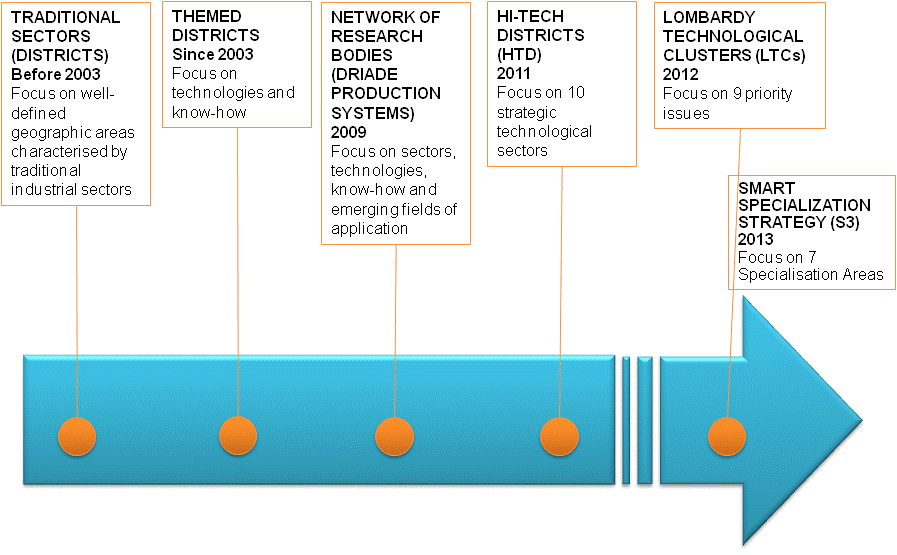 TRADITIONAL
SECTORS
(DISTRICTS)
Before 2003
Focus on well-
defined
geographic areas
characterised by
traditional
industrial sectors
THEMED
DISTRICTS
Since 2003
Focus on
technologies and
know-how
NETWORK OF
RESEARCH
BODIES
(DRIADE
PRODUCTION
SYSTEMS)
2009
Focus on sectors,
technologies,
know-how and
emerging fields of
application
HI-TECH
DISTRICTS
(HTD)
2011
Focus on 10
strategic
technological
sectors
LOMBARDY
TECHNOLOGICAL
CLUSTERS (LTCs)
2012
Focus on 9 priority
issues
SMART
SPECIALIZATION
STRATEGY (S3)
2013
Focus on 7
Specialisation Areas